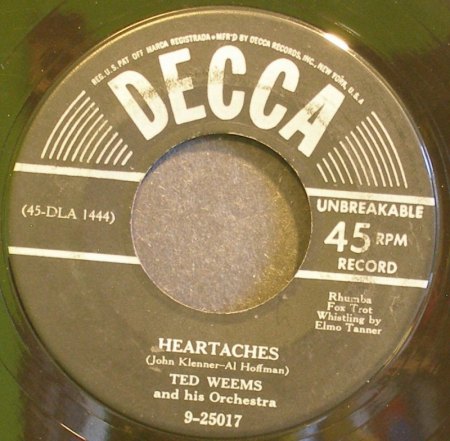 REG. U.S. PAT OFF MARCA REGISTRADA • MF'D BY DECCA RECORDS, INC., NEW YORK, U.S.A
DECCA
(45-DLA 1444)
UNBREAKABLE
45 RPM
RECORD
Rhumba
Fox Trot
Whistling by
Elmo Tanner
HEARTACHES
(John Klenner—Al Hoffman)
TED WEEMS
and his Orchestra
9-25017